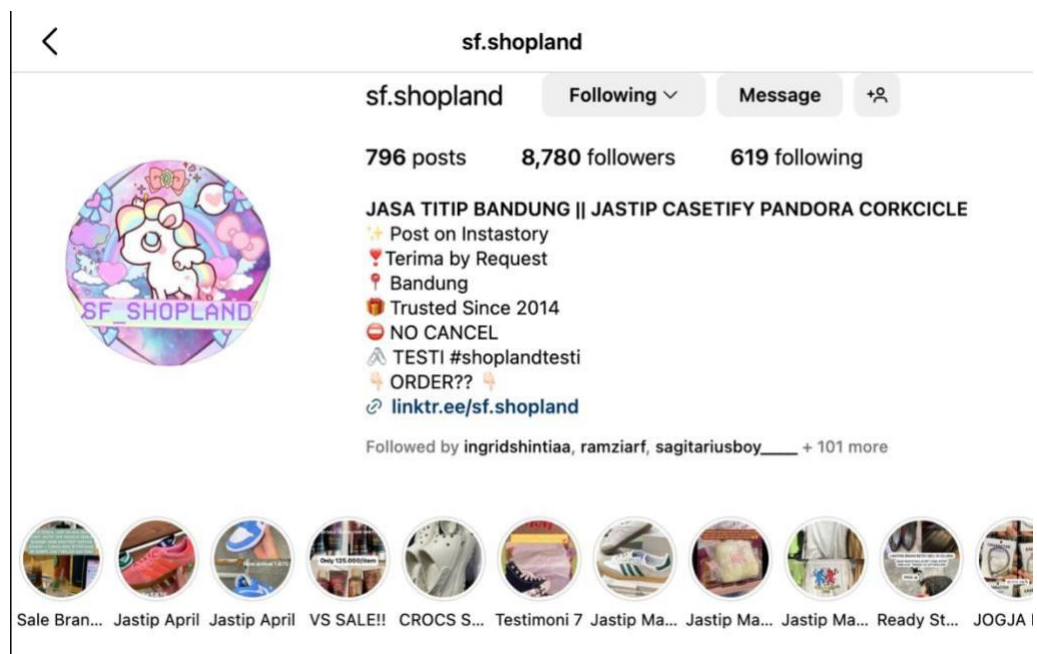 sf.shopland
sf.shopland Following Message
796 posts 8,780 followers 619 following
SF_SHOPLAND
JASA TITIP BANDUNG || JASTIP CASETIFY PANDORA CORKCICLE
✨ Post on Instastory
❣️Terima by Request
📍 Bandung
🎁 Trusted Since 2014
⛔ NO CANCEL
TESTI #shoplandtesti
👇🏻 ORDER?? 👇🏻
linktr.ee/sf.shopland
Followed by ingridshintiaa, ramziarf, sagitariusboy____ + 101 more
Only 125.000/item
Sale Bran... Jastip April Jastip April VS SALE!! CROCS S... Testimoni 7 Jastip Ma... Jastip Ma... Jastip Ma... Ready St... JOGJA